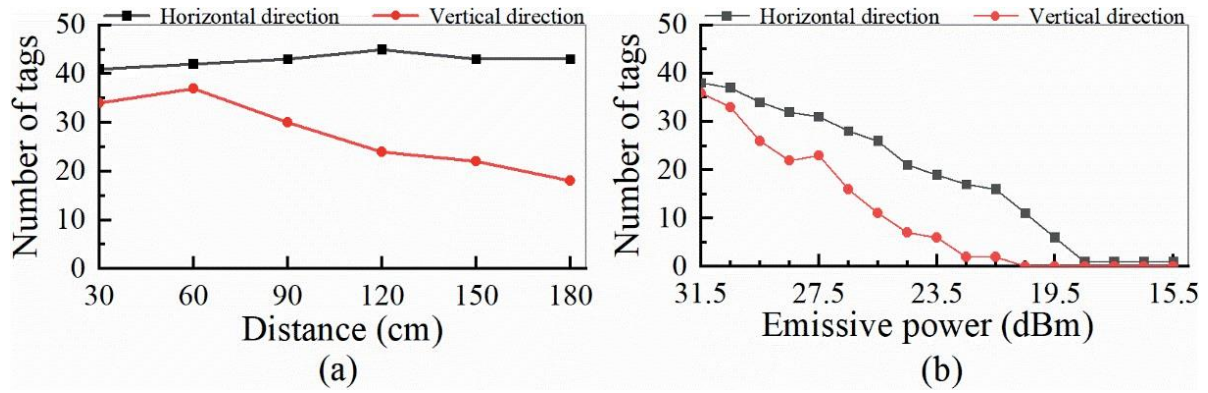 Horizontal direction Vertical direction
Number of tags
50
40
30
20
10
0
30 60 90 120 150 180
Distance (cm)
(a)
Horizontal direction Vertical direction
Number of tags
50
40
30
20
10
0
31.5 27.5 23.5 19.5 15.5
Emissive power (dBm)
(b)